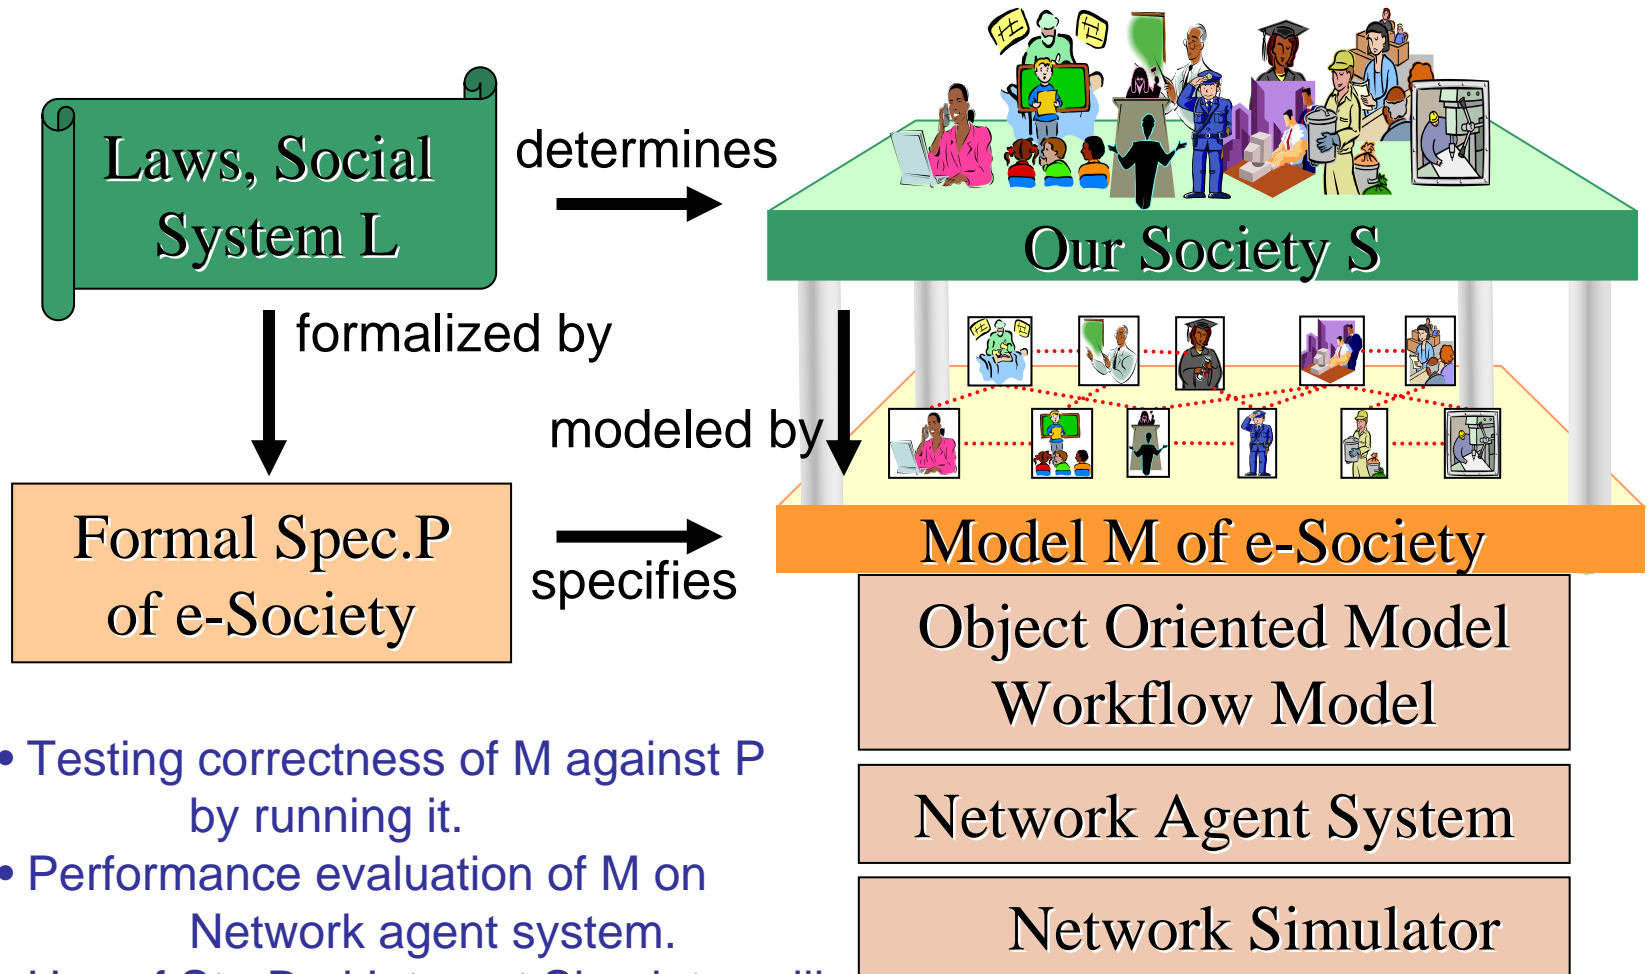 Laws, Social
System L
determines
Our Society S
formalized by
modeled by
Formal Spec.P
of e-Society
specifies
Model M of e-Society
Object Oriented Model
Workflow Model
Network Agent System
Network Simulator
• Testing correctness of M against P
by running it.
• Performance evaluation of M on
Network agent system.